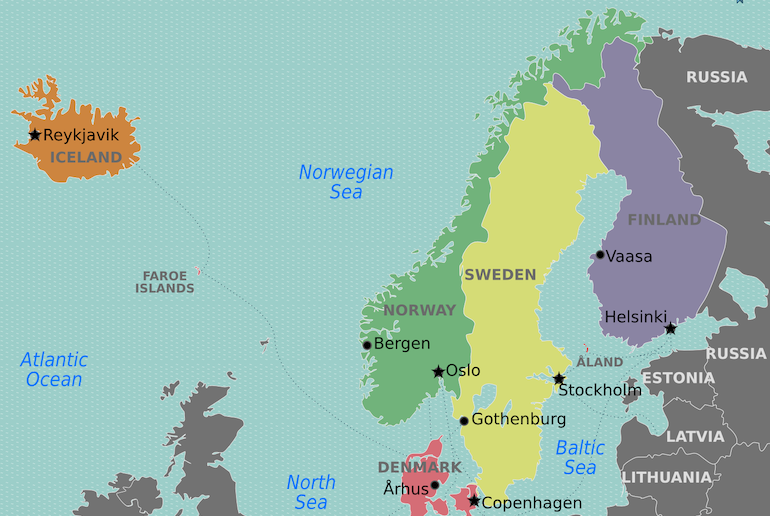 RUSSIA
Reykjavik
ICELAND
Norwegian
Sea
FINLAND
Vaasa
FAROE
ISLANDS
SWEDEN
NORWAY
Helsinki
Bergen
RUSSIA
Atlantic
Ocean
ÅLAND
Oslo
ESTONIA
Stockholm
Gothenburg
LATVIA
Baltic
Sea
DENMARK
LITHUANIA
North
Sea
Århus
Copenhagen